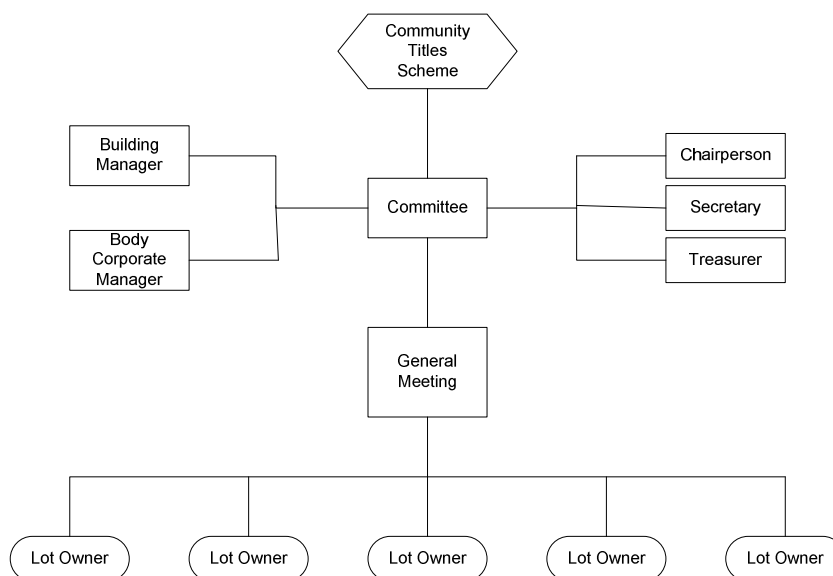 Community
Titles
Scheme
Building
Manager
Chairperson
Committee
Secretary
Body
Corporate
Manager
Treasurer
General
Meeting
Lot Owner
Lot Owner
Lot Owner
Lot Owner
Lot Owner